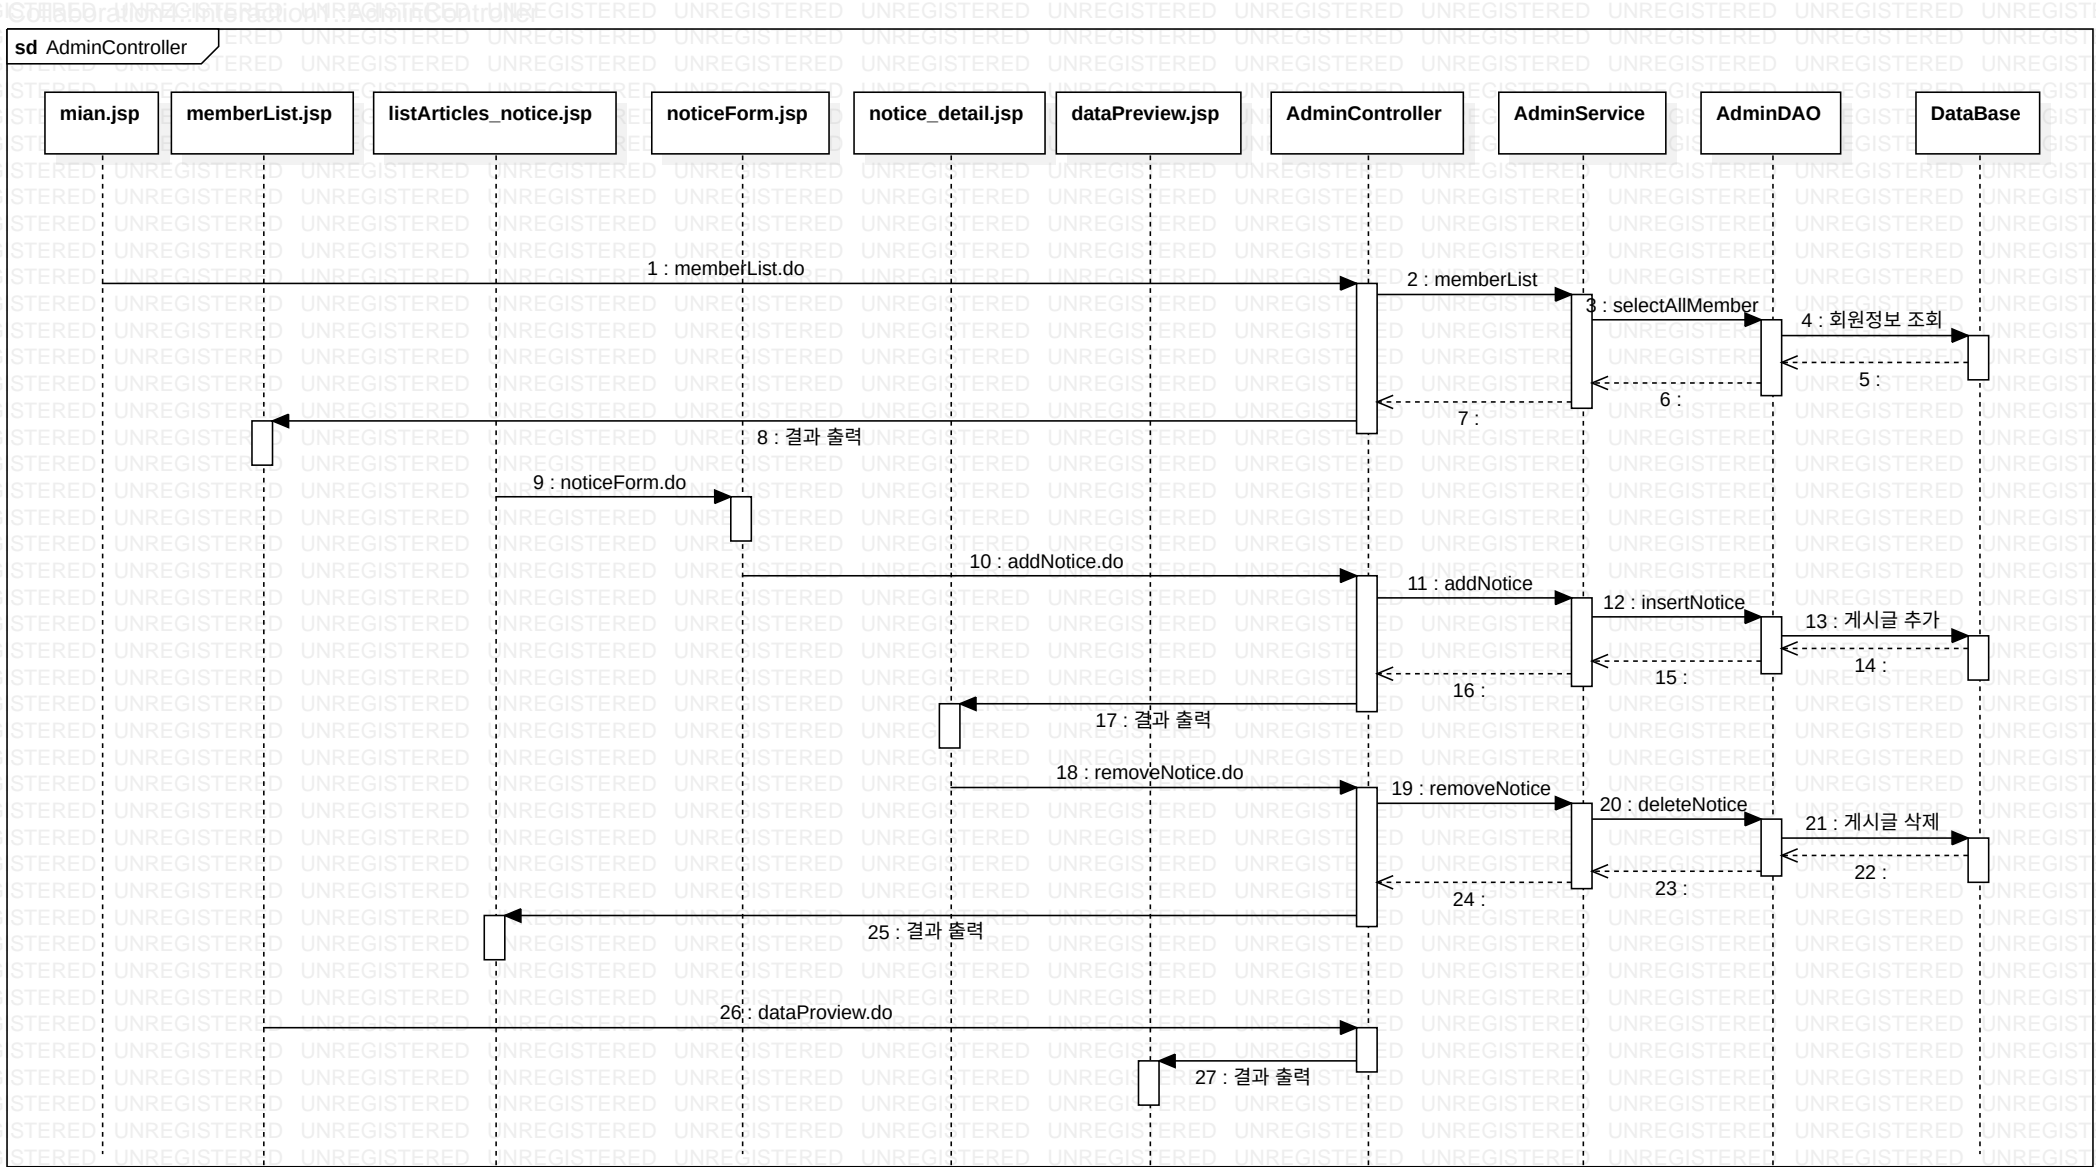 Collaboration4::Interaction1::AdminController
sd AdminController
mian.jsp
memberList.jsp
listArticles_notice.jsp
noticeForm.jsp
notice_detail.jsp
dataPreview.jsp
AdminController
AdminService
AdminDAO
DataBase
1 : memberList.do
2 : memberList
3 : selectAllMember
4 : 회원정보 조회
5 :
6 :
7 :
8 : 결과 출력
9 : noticeForm.do
10 : addNotice.do
11 : addNotice
12 : insertNotice
13 : 게시글 추가
14 :
15 :
16 :
17 : 결과 출력
18 : removeNotice.do
19 : removeNotice
20 : deleteNotice
21 : 게시글 삭제
22 :
23 :
24 :
25 : 결과 출력
26 : dataProview.do
27 : 결과 출력
UNREGISTERED